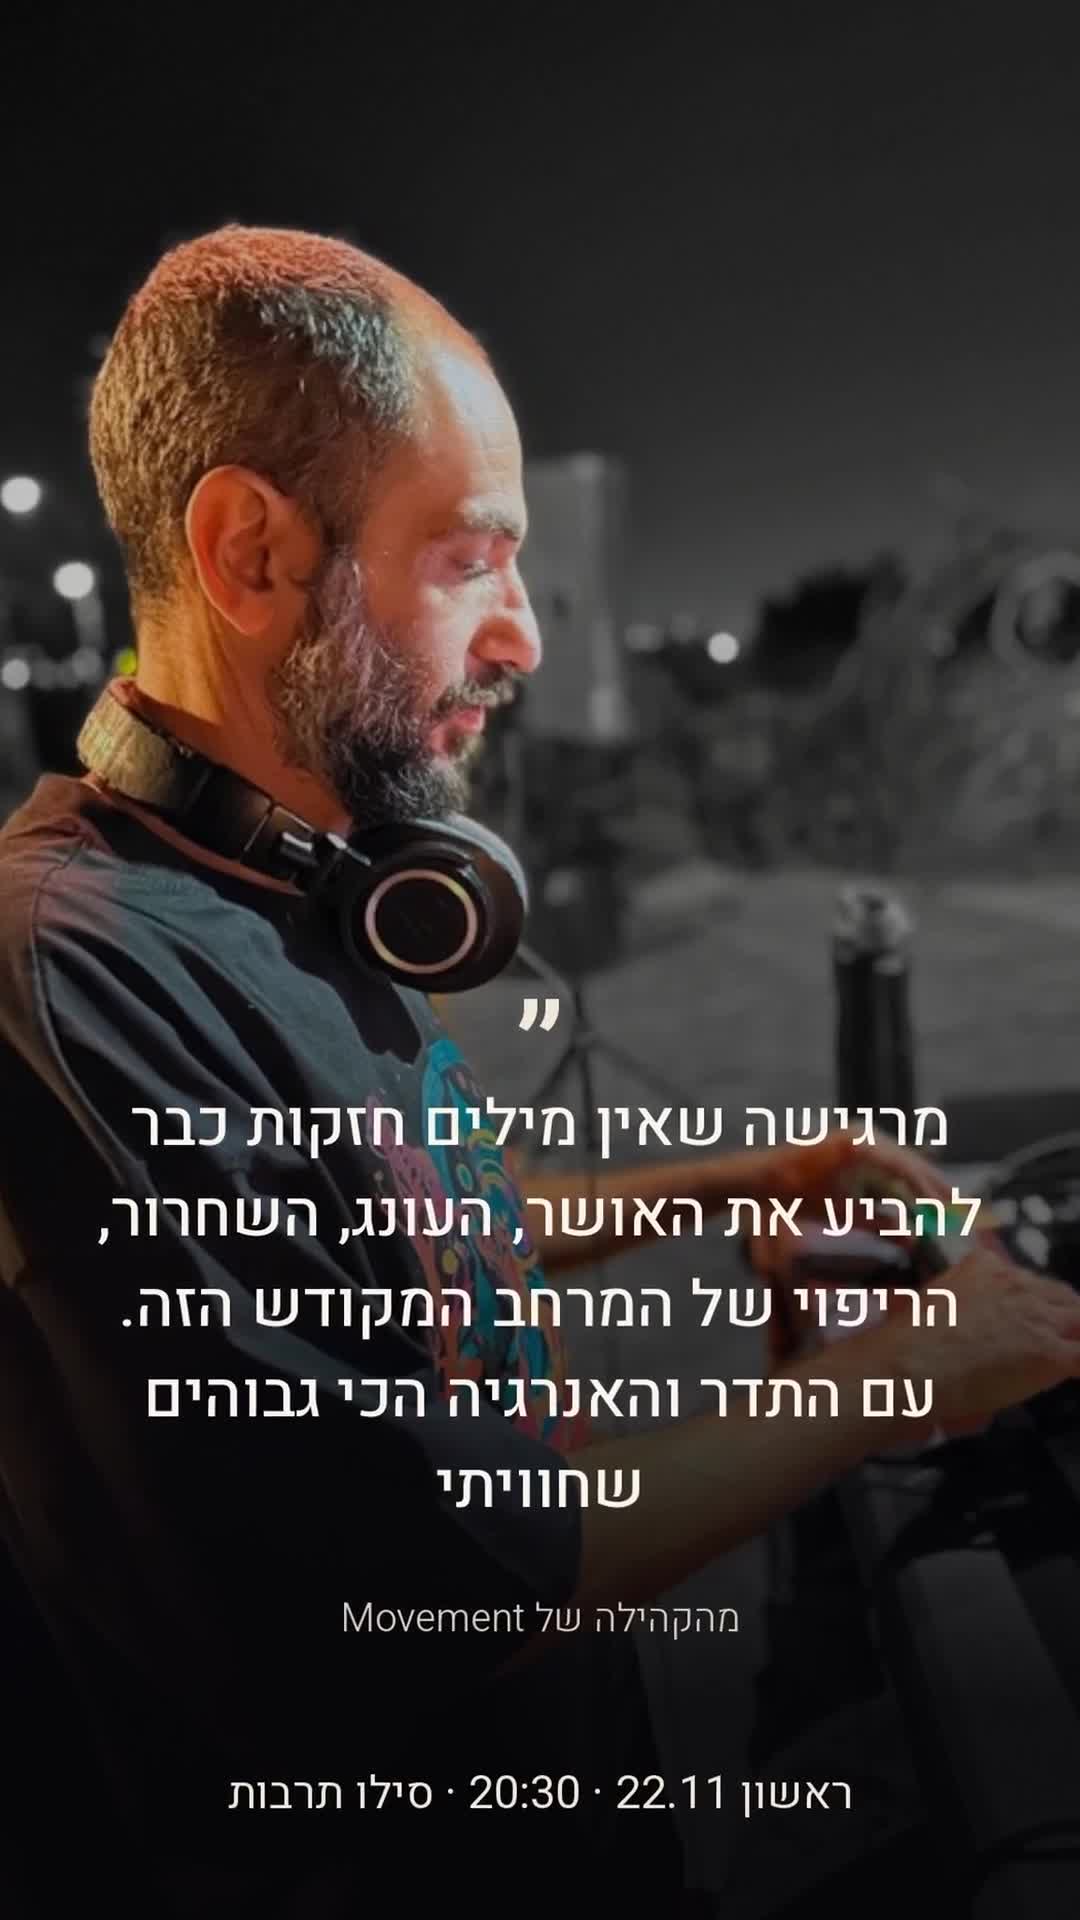 ”
מרגישה שאין מילים חזקות כבר
להביע את האושר, העונג, השחרור,
הריפוי של המרחב המקודש הזה.
עם התדר והאנרגיה הכי גבוהים
שחוויתי
מהקהילה של Movement
ראשון 22.11 · 20:30 · סילו תרבות